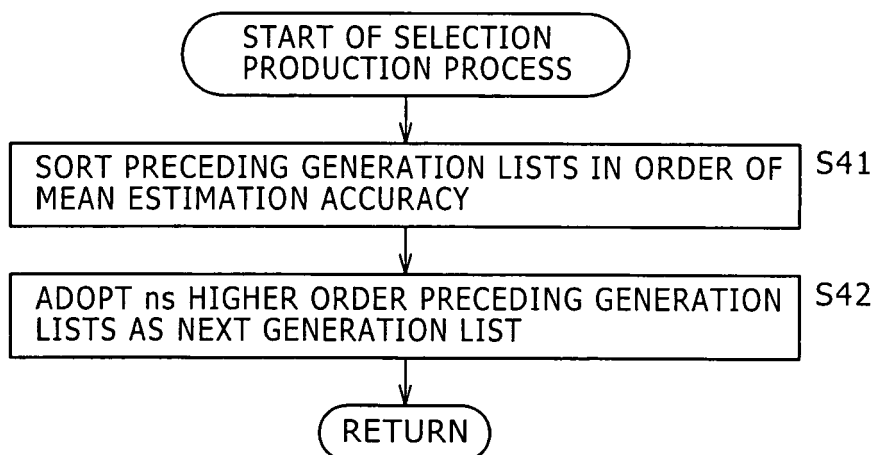 START OF SELECTION
PRODUCTION PROCESS
SORT PRECEDING GENERATION LISTS IN ORDER OF
MEAN ESTIMATION ACCURACY
S41
ADOPT ns HIGHER ORDER PRECEDING GENERATION
LISTS AS NEXT GENERATION LIST
S42
RETURN